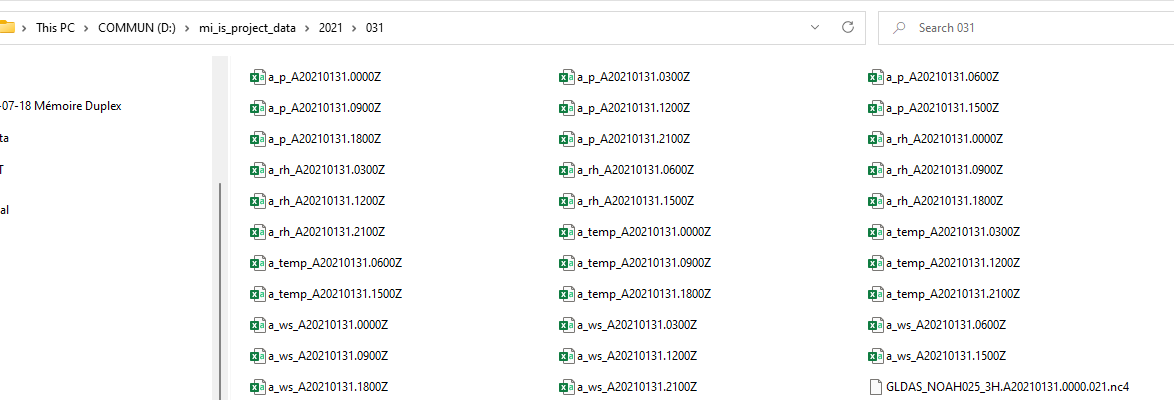 This PC > COMMUN (D:) > mi_is_project_data > 2021 > 031
Search 031
-07-18 Mémoire Duplex
ta
T
al
a_p_A20210131.0000Z a_p_A20210131.0300Z a_p_A20210131.0600Z
a_p_A20210131.0900Z a_p_A20210131.1200Z a_p_A20210131.1500Z
a_p_A20210131.1800Z a_p_A20210131.2100Z a_rh_A20210131.0000Z
a_rh_A20210131.0300Z a_rh_A20210131.0600Z a_rh_A20210131.0900Z
a_rh_A20210131.1200Z a_rh_A20210131.1500Z a_rh_A20210131.1800Z
a_rh_A20210131.2100Z a_temp_A20210131.0000Z a_temp_A20210131.0300Z
a_temp_A20210131.0600Z a_temp_A20210131.0900Z a_temp_A20210131.1200Z
a_temp_A20210131.1500Z a_temp_A20210131.1800Z a_temp_A20210131.2100Z
a_ws_A20210131.0000Z a_ws_A20210131.0300Z a_ws_A20210131.0600Z
a_ws_A20210131.0900Z a_ws_A20210131.1200Z a_ws_A20210131.1500Z
a_ws_A20210131.1800Z a_ws_A20210131.2100Z GLDAS_NOAH025_3H.A20210131.0000.021.nc4